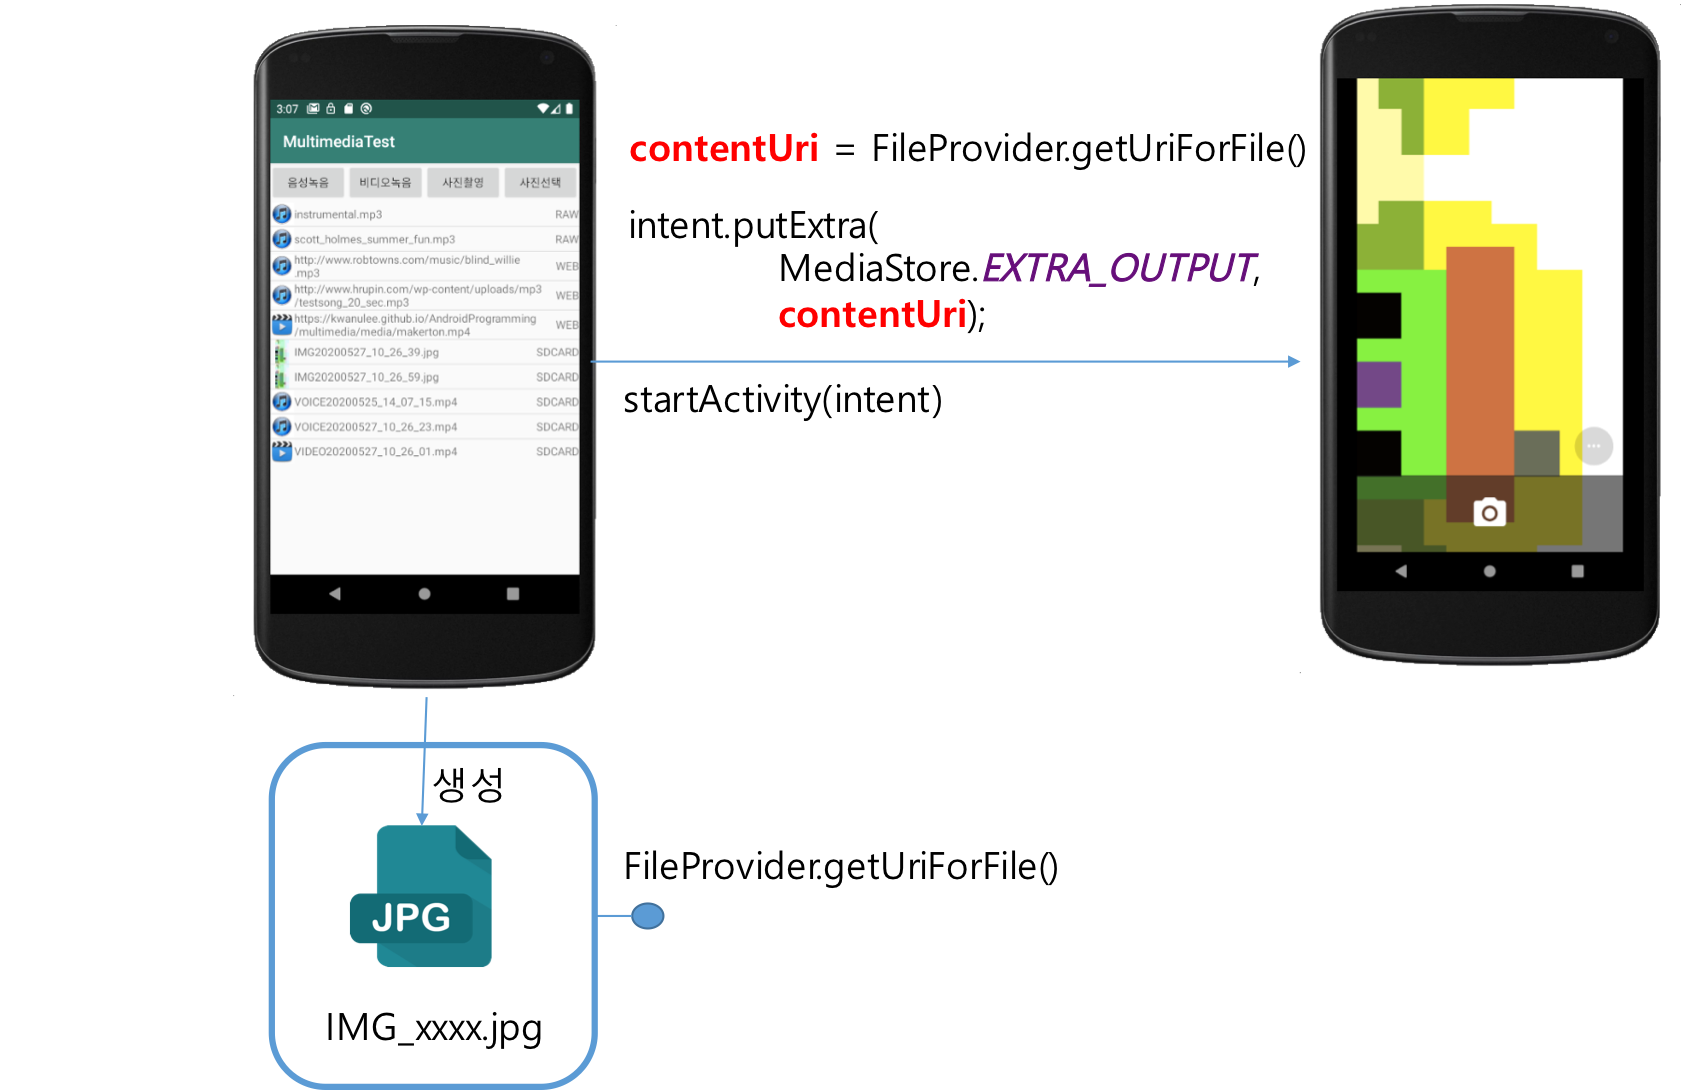 3:07
MultimediaTest
음성녹음 비디오녹음 사진촬영 사진선택
instrumental.mp3 RAW
scott_holmes_summer_fun.mp3 RAW
http://www.robtowns.com/music/blind_willie
.mp3 WEB
http://www.hrupin.com/wp-content/uploads/mp3
/testsong_20_sec.mp3 WEB
https://kwanulee.github.io/AndroidProgramming
/multimedia/media/makerton.mp4 WEB
IMG20200527_10_26_39.jpg SDCARD
IMG20200527_10_26_59.jpg SDCARD
VOICE20200525_14_07_15.mp4 SDCARD
VOICE20200527_10_26_23.mp4 SDCARD
VIDEO20200527_10_26_01.mp4 SDCARD
contentUri = FileProvider.getUriForFile()
intent.putExtra(
MediaStore.EXTRA_OUTPUT,
contentUri);
startActivity(intent)
생성
JPG
IMG_xxxx.jpg
FileProvider.getUriForFile()